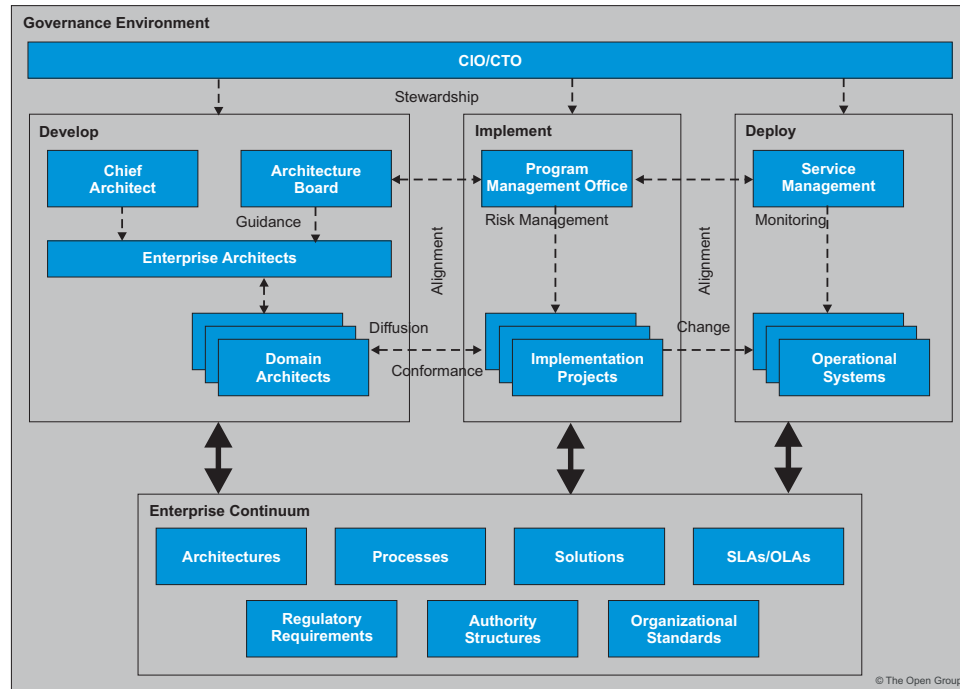 Governance Environment
CIO/CTO
Stewardship
Develop
Implement
Deploy
Chief
Architect
Architecture
Board
Program
Management Office
Service
Management
Guidance
Risk Management
Monitoring
Enterprise Architects
Alignment
Alignment
Diffusion
Change
Domain
Architects
Conformance
Implementation
Projects
Operational
Systems
Enterprise Continuum
Architectures
Processes
Solutions
SLAs/OLAs
Regulatory
Requirements
Authority
Structures
Organizational
Standards
© The Open Group